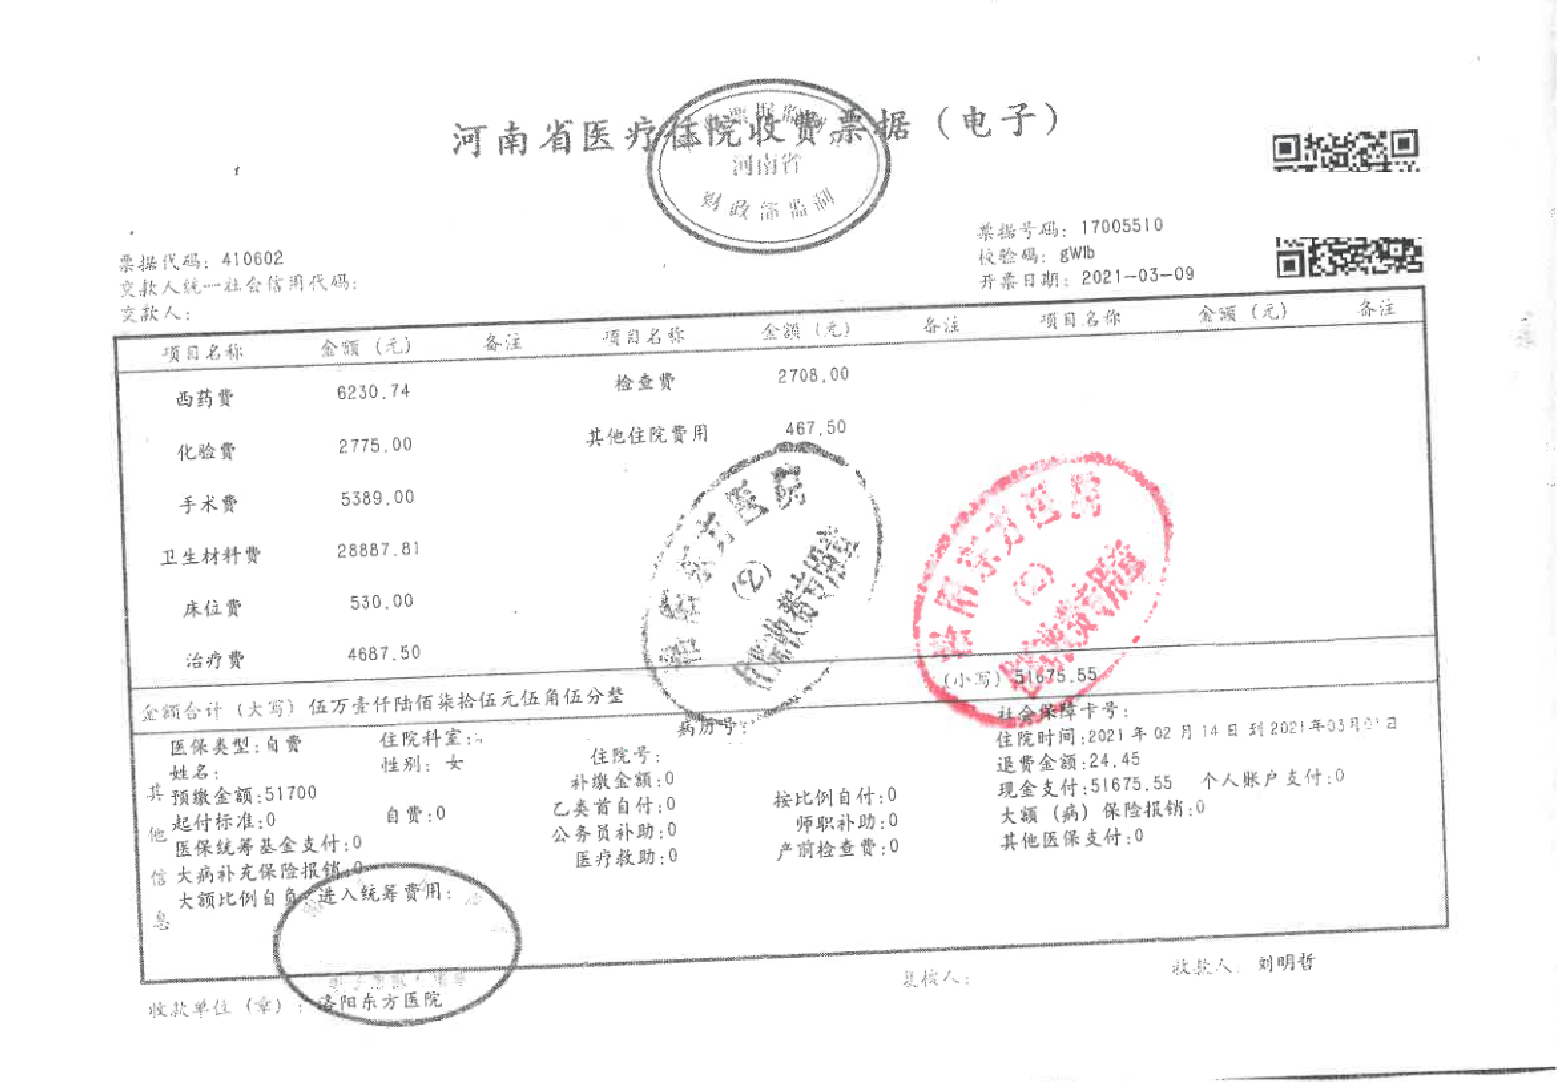 河南省医疗住院收费票据（电子）
河南省
财政部监制
票据代码：410602
票据号码：17005510
交款人统一社会信用代码：
校验码：gWlb
交款人：
开票日期：2021-03-09
项目名称 金额（元） 备注 项目名称 金额（元） 备注 项目名称 金额（元） 备注
西药费 6230.74 检查费 2708.00
化验费 2775.00 其他住院费用 467.50
手术费 5389.00
卫生材料费 28887.81
床位费 530.00
治疗费 4687.50
东方医院
(2)
住院收费专用章
洛阳东方医院
金额合计（大写）伍万壹仟陆佰柒拾伍元伍角伍分整 （小写）51675.55
其他信息
医保类型：自费 住院科室： 病历号： 社会保障卡号：
姓名： 性别：女 住院号： 住院时间：2021年02月14日到2021年03月01日
预缴金额：51700 补缴金额：0 退费金额：24.45
起付标准：0 自费：0 乙类首自付：0 按比例自付：0 现金支付：51675.55 个人账户支付：0
医保统筹基金支付：0 公务员补助：0 师职补助：0 大额（病）保险报销：0
大病补充保险报销：0 医疗救助：0 产前检查费：0 其他医保支付：0
大额比例自负 进入统筹费用：
收款单位（章）：洛阳东方医院 复核人： 收款人：刘明哲